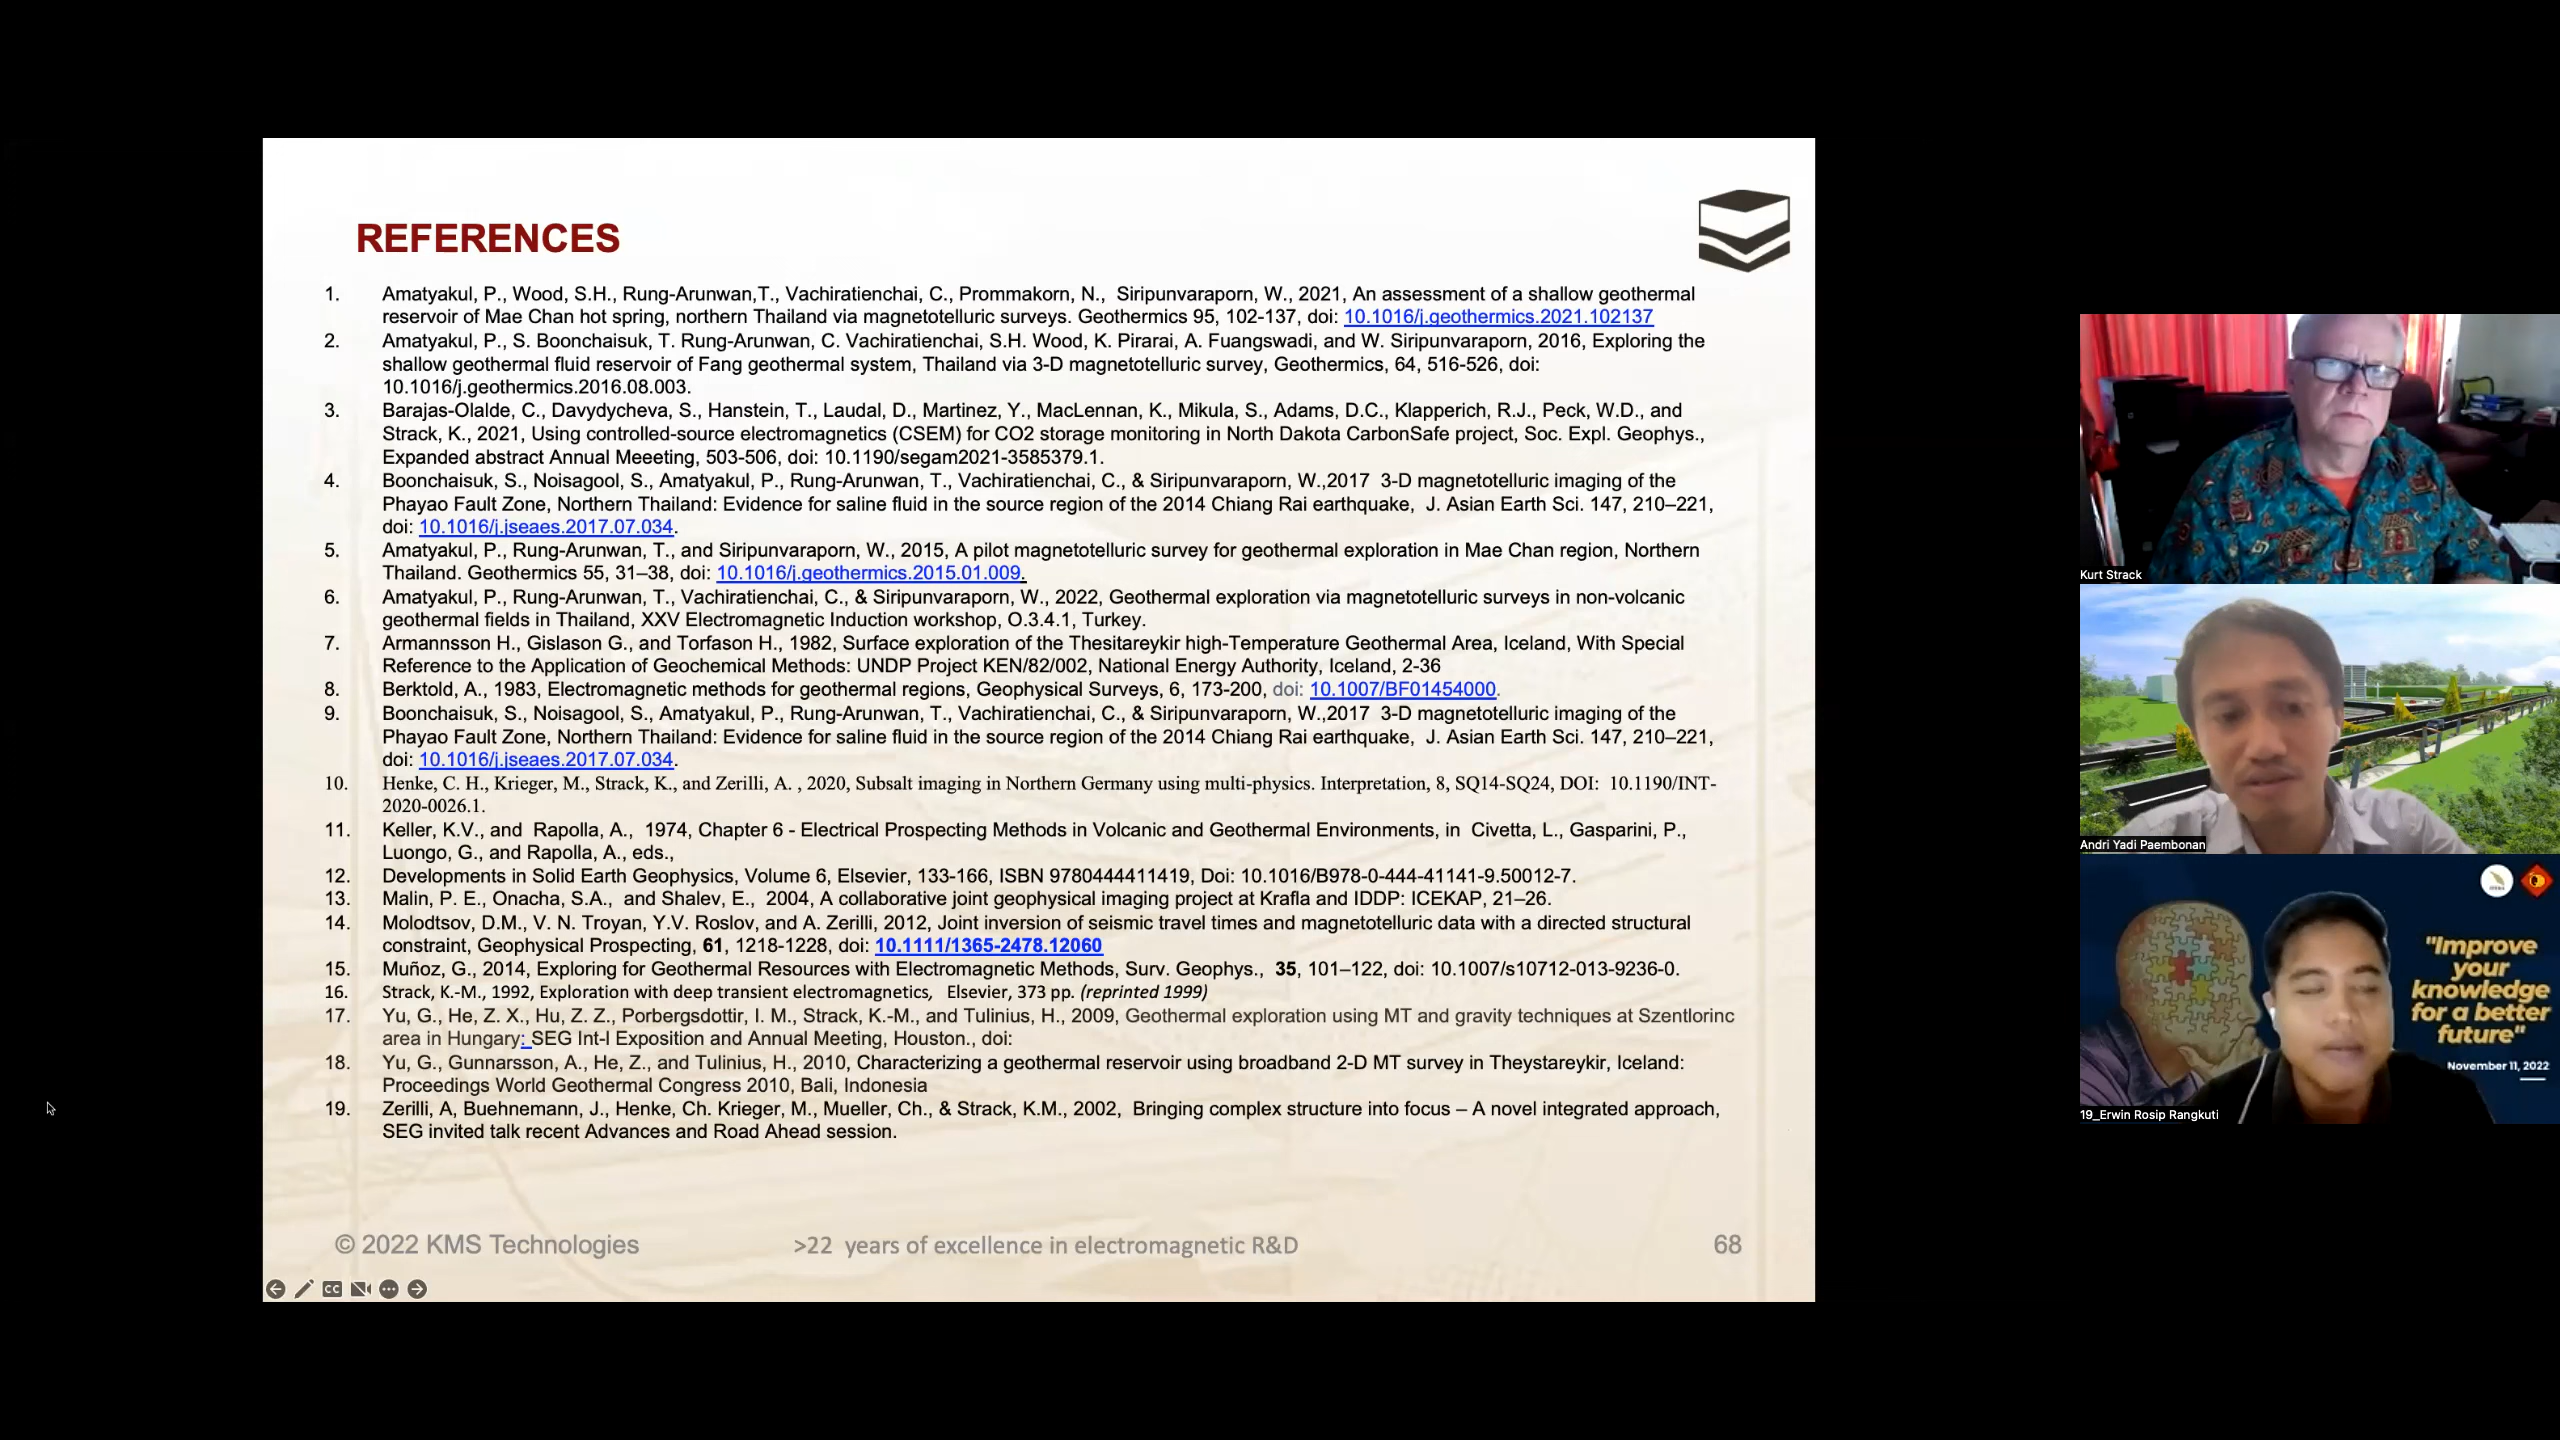 REFERENCES
1. Amatyakul, P., Wood, S.H., Rung-Arunwan,T., Vachiratienchai, C., Prommakorn, N., Siripunvaraporn, W., 2021, An assessment of a shallow geothermal
reservoir of Mae Chan hot spring, northern Thailand via magnetotelluric surveys. Geothermics 95, 102-137, doi: 10.1016/j.geothermics.2021.102137
2. Amatyakul, P., S. Boonchaisuk, T. Rung-Arunwan, C. Vachiratienchai, S.H. Wood, K. Pirarai, A. Fuangswadi, and W. Siripunvaraporn, 2016, Exploring the
shallow geothermal fluid reservoir of Fang geothermal system, Thailand via 3-D magnetotelluric survey, Geothermics, 64, 516-526, doi:
10.1016/j.geothermics.2016.08.003.
3. Barajas-Olalde, C., Davydycheva, S., Hanstein, T., Laudal, D., Martinez, Y., MacLennan, K., Mikula, S., Adams, D.C., Klapperich, R.J., Peck, W.D., and
Strack, K., 2021, Using controlled-source electromagnetics (CSEM) for CO2 storage monitoring in North Dakota CarbonSafe project, Soc. Expl. Geophys.,
Expanded abstract Annual Meeeting, 503-506, doi: 10.1190/segam2021-3585379.1.
4. Boonchaisuk, S., Noisagool, S., Amatyakul, P., Rung-Arunwan, T., Vachiratienchai, C., & Siripunvaraporn, W.,2017 3-D magnetotelluric imaging of the
Phayao Fault Zone, Northern Thailand: Evidence for saline fluid in the source region of the 2014 Chiang Rai earthquake, J. Asian Earth Sci. 147, 210–221,
doi: 10.1016/j.jseaes.2017.07.034.
5. Amatyakul, P., Rung-Arunwan, T., and Siripunvaraporn, W., 2015, A pilot magnetotelluric survey for geothermal exploration in Mae Chan region, Northern
Thailand. Geothermics 55, 31–38, doi: 10.1016/j.geothermics.2015.01.009.
6. Amatyakul, P., Rung-Arunwan, T., Vachiratienchai, C., & Siripunvaraporn, W., 2022, Geothermal exploration via magnetotelluric surveys in non-volcanic
geothermal fields in Thailand, XXV Electromagnetic Induction workshop, O.3.4.1, Turkey.
7. Armannsson H., Gislason G., and Torfason H., 1982, Surface exploration of the Thesitareykir high-Temperature Geothermal Area, Iceland, With Special
Reference to the Application of Geochemical Methods: UNDP Project KEN/82/002, National Energy Authority, Iceland, 2-36
8. Berktold, A., 1983, Electromagnetic methods for geothermal regions, Geophysical Surveys, 6, 173-200, doi: 10.1007/BF01454000.
9. Boonchaisuk, S., Noisagool, S., Amatyakul, P., Rung-Arunwan, T., Vachiratienchai, C., & Siripunvaraporn, W.,2017 3-D magnetotelluric imaging of the
Phayao Fault Zone, Northern Thailand: Evidence for saline fluid in the source region of the 2014 Chiang Rai earthquake, J. Asian Earth Sci. 147, 210–221,
doi: 10.1016/j.jseaes.2017.07.034.
10. Henke, C. H., Krieger, M., Strack, K., and Zerilli, A. , 2020, Subsalt imaging in Northern Germany using multi-physics. Interpretation, 8, SQ14-SQ24, DOI: 10.1190/INT-
2020-0026.1.
11. Keller, K.V., and Rapolla, A., 1974, Chapter 6 - Electrical Prospecting Methods in Volcanic and Geothermal Environments, in Civetta, L., Gasparini, P.,
Luongo, G., and Rapolla, A., eds.,
12. Developments in Solid Earth Geophysics, Volume 6, Elsevier, 133-166, ISBN 9780444411419, Doi: 10.1016/B978-0-444-41141-9.50012-7.
13. Malin, P. E., Onacha, S.A., and Shalev, E., 2004, A collaborative joint geophysical imaging project at Krafla and IDDP: ICEKAP, 21–26.
14. Molodtsov, D.M., V. N. Troyan, Y.V. Roslov, and A. Zerilli, 2012, Joint inversion of seismic travel times and magnetotelluric data with a directed structural
constraint, Geophysical Prospecting, 61, 1218-1228, doi: 10.1111/1365-2478.12060
15. Muñoz, G., 2014, Exploring for Geothermal Resources with Electromagnetic Methods, Surv. Geophys., 35, 101–122, doi: 10.1007/s10712-013-9236-0.
16. Strack, K.-M., 1992, Exploration with deep transient electromagnetics, Elsevier, 373 pp. (reprinted 1999)
17. Yu, G., He, Z. X., Hu, Z. Z., Porbergsdottir, I. M., Strack, K.-M., and Tulinius, H., 2009, Geothermal exploration using MT and gravity techniques at Szentlorinc
area in Hungary: SEG Int-l Exposition and Annual Meeting, Houston., doi:
18. Yu, G., Gunnarsson, A., He, Z., and Tulinius, H., 2010, Characterizing a geothermal reservoir using broadband 2-D MT survey in Theystareykir, Iceland:
Proceedings World Geothermal Congress 2010, Bali, Indonesia
19. Zerilli, A, Buehnemann, J., Henke, Ch. Krieger, M., Mueller, Ch., & Strack, K.M., 2002, Bringing complex structure into focus – A novel integrated approach,
SEG invited talk recent Advances and Road Ahead session.
© 2022 KMS Technologies >22 years of excellence in electromagnetic R&D 68
CC
Kurt Strack
Andri Yadi Paembonan
"Improve
your
knowledge
for a better
future"
November 11, 2022
19_Erwin Rosip Rangkuti